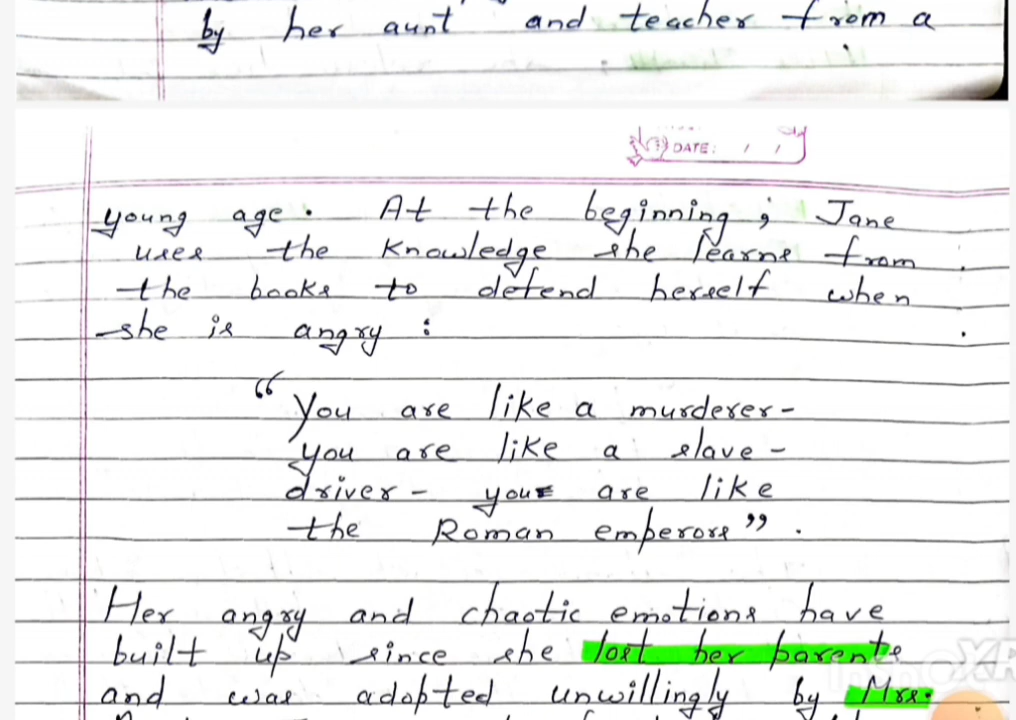 by her aunt and teacher from a
DATE: / /
young age. At the beginning, Jane
uses the knowledge she learns from
the books to defend herself when
she is angry :
“You are like a murderer-
you are like a slave-
driver- you are like
the Roman emperors”.
Her angry and chaotic emotions have
built up since she lost her parents
and was adopted unwillingly by Mrs.